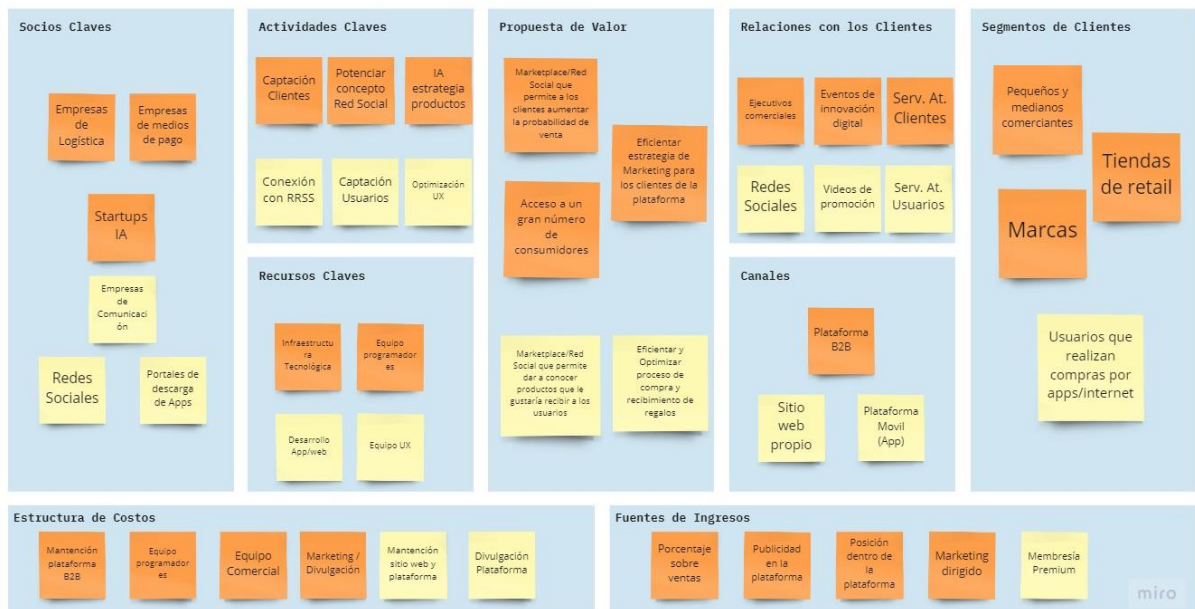 Socios Claves
Empresas
de
Logística
Empresas
de medios
de pago
Startups
IA
Empresas
de
Comunicaci
ón
Redes
Sociales
Portales de
descarga
de Apps
Actividades Claves
Captación
Clientes
Potenciar
concepto
Red Social
IA
estrategia
productos
Conexión
con RRSS
Captación
Usuarios
Optimización
UX
Recursos Claves
Infraestructu
ra
Tecnológica
Equipo
programador
es
Desarrollo
App/web
Equipo UX
Propuesta de Valor
Marketplace/Red
Social que
permite a los
clientes aumentar
la probabilidad de
venta
Eficientar
estrategia de
Marketing para
los clientes de la
plataforma
Acceso a un
gran número
de
consumidores
Marketplace/Red
Social que permite
dar a conocer
productos que le
gustaría recibir a los
usuarios
Eficientar y
Optimizar
proceso de
compra y
recibimiento de
regalos
Relaciones con los Clientes
Ejecutivos
comerciales
Eventos de
innovación
digital
Serv. At.
Clientes
Redes
Sociales
Videos de
promoción
Serv. At.
Usuarios
Canales
Plataforma
B2B
Sitio
web
propio
Plataforma
Movil
(App)
Segmentos de Clientes
Pequeños y
medianos
comerciantes
Tiendas
de retail
Marcas
Usuarios que
realizan
compras por
apps/internet
Estructura de Costos
Mantención
plataforma
B2B
Equipo
programador
es
Equipo
Comercial
Marketing /
Divulgación
Mantención
sitio web y
plataforma
Divulgación
Plataforma
Fuentes de Ingresos
Porcentaje
sobre
ventas
Publicidad
en la
plataforma
Posición
dentro de
la
plataforma
Marketing
dirigido
Membresía
Premium
miro